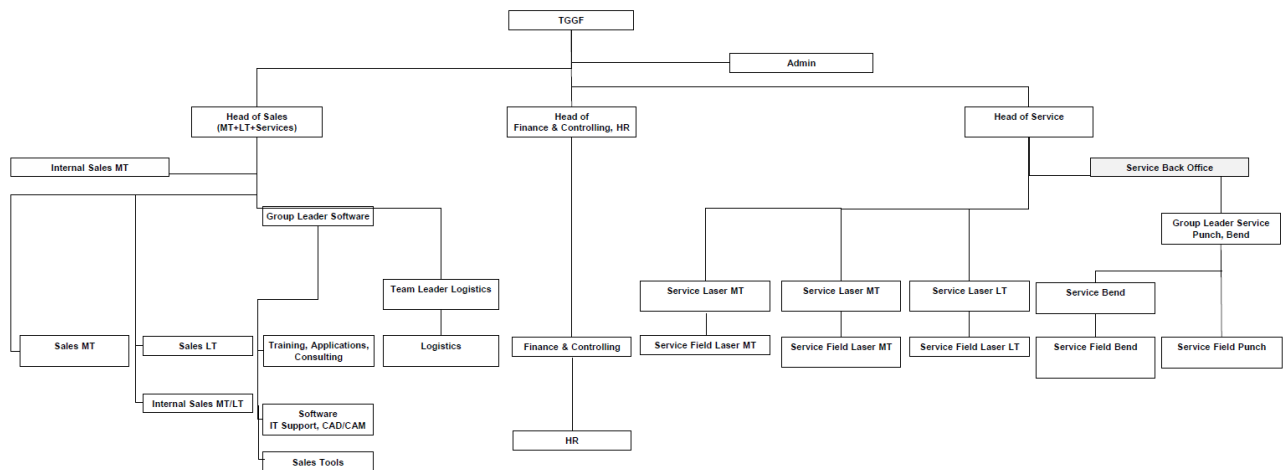 TGGF
Admin
Head of Sales
(MT+LT+Services)
Head of
Finance & Controlling, HR
Head of Service
Internal Sales MT
Service Back Office
Group Leader Software
Group Leader Service
Punch, Bend
Team Leader Logistics
Service Laser MT
Service Laser MT
Service Laser LT
Service Bend
Sales MT
Sales LT
Training, Applications,
Consulting
Logistics
Finance & Controlling
Service Field Laser MT
Service Field Laser MT
Service Field Laser LT
Service Field Bend
Service Field Punch
Internal Sales MT/LT
Software
IT Support, CAD/CAM
HR
Sales Tools